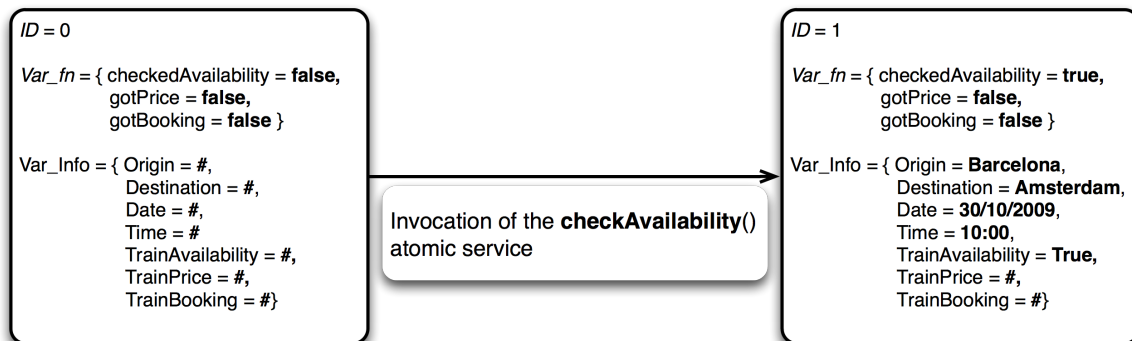 ID = 0
Var_fn = { checkedAvailability = false,
gotPrice = false,
gotBooking = false }
Var_Info = { Origin = #,
Destination = #,
Date = #,
Time = #
TrainAvailability = #,
TrainPrice = #,
TrainBooking = #}
Invocation of the checkAvailability()
atomic service
ID = 1
Var_fn = { checkedAvailability = true,
gotPrice = false,
gotBooking = false }
Var_Info = { Origin = Barcelona,
Destination = Amsterdam,
Date = 30/10/2009,
Time = 10:00,
TrainAvailability = True,
TrainPrice = #,
TrainBooking = #}